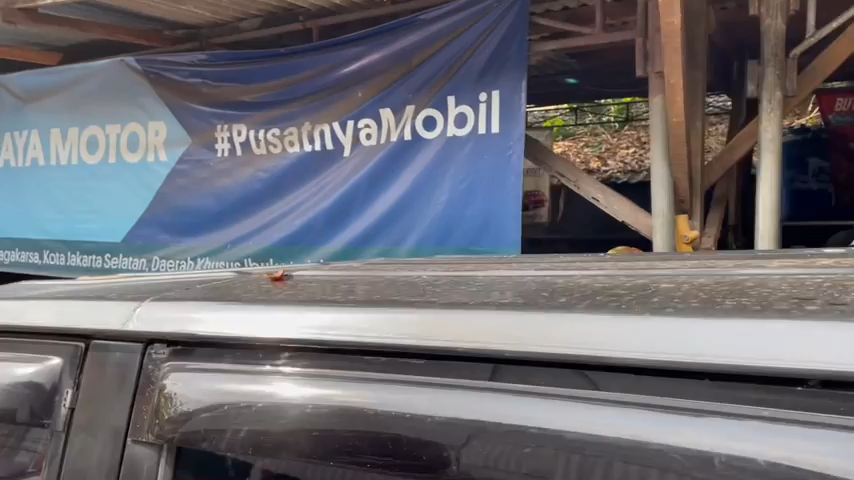 AYA MOTOR
#PusatnyaMobil
agakarsa, Kota Jakarta Selatan, Daerah Khusus